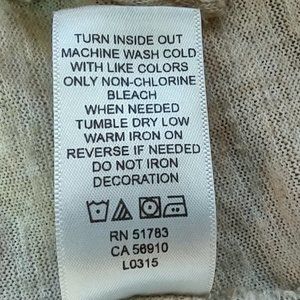 TURN INSIDE OUT
MACHINE WASH COLD
WITH LIKE COLORS
ONLY NON-CHLORINE
BLEACH
WHEN NEEDED
TUMBLE DRY LOW
WARM IRON ON
REVERSE IF NEEDED
DO NOT IRON
DECORATION
RN 51763
CA 56910
L0315